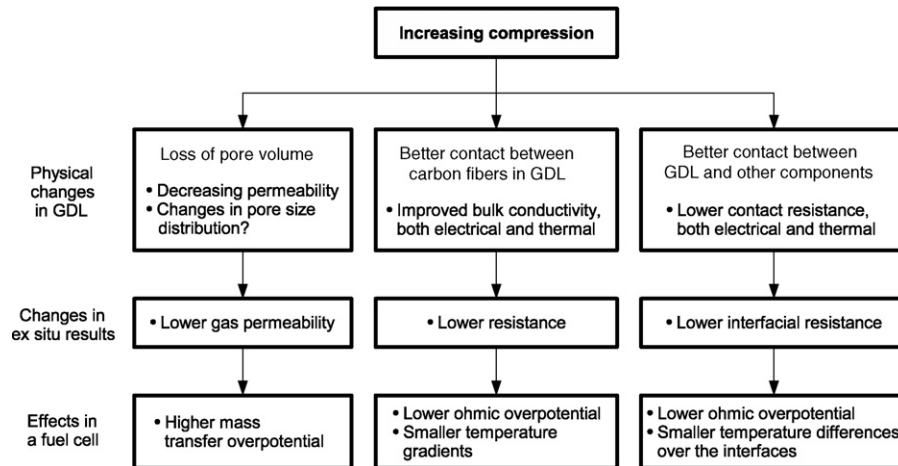 Increasing compression
Physical
changes
in GDL
Loss of pore volume
• Decreasing permeability
• Changes in pore size
distribution?
Better contact between
carbon fibers in GDL
• Improved bulk conductivity,
both electrical and thermal
Better contact between
GDL and other components
• Lower contact resistance,
both electrical and thermal
Changes in
ex situ results
• Lower gas permeability
• Lower resistance
• Lower interfacial resistance
Effects in
a fuel cell
• Higher mass
transfer overpotential
• Lower ohmic overpotential
• Smaller temperature
gradients
• Lower ohmic overpotential
• Smaller temperature differences
over the interfaces